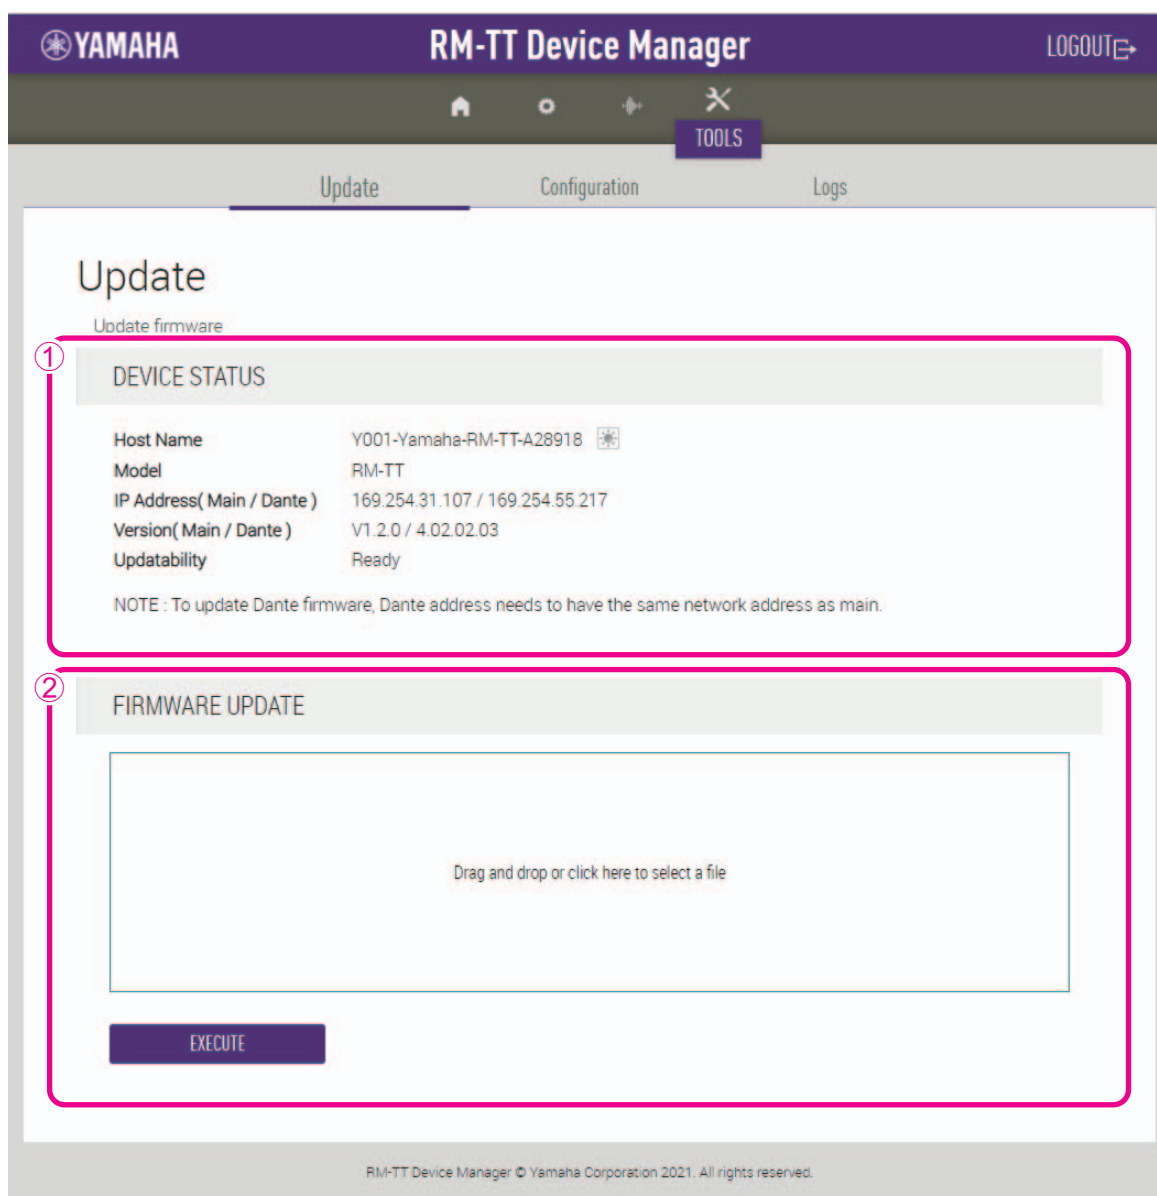 YAMAHA RM-TT Device Manager LOGOUT
TOOLS
Update Configuration Logs
Update
Update firmware
①
DEVICE STATUS
Host Name Y001-Yamaha-RM-TT-A28918
Model RM-TT
IP Address( Main / Dante ) 169.254.31.107 / 169.254.55.217
Version( Main / Dante ) V1.2.0 / 4.02.02.03
Updatability Ready
NOTE : To update Dante firmware, Dante address needs to have the same network address as main.
②
FIRMWARE UPDATE
Drag and drop or click here to select a file
EXECUTE
RM-TT Device Manager © Yamaha Corporation 2021. All rights reserved.